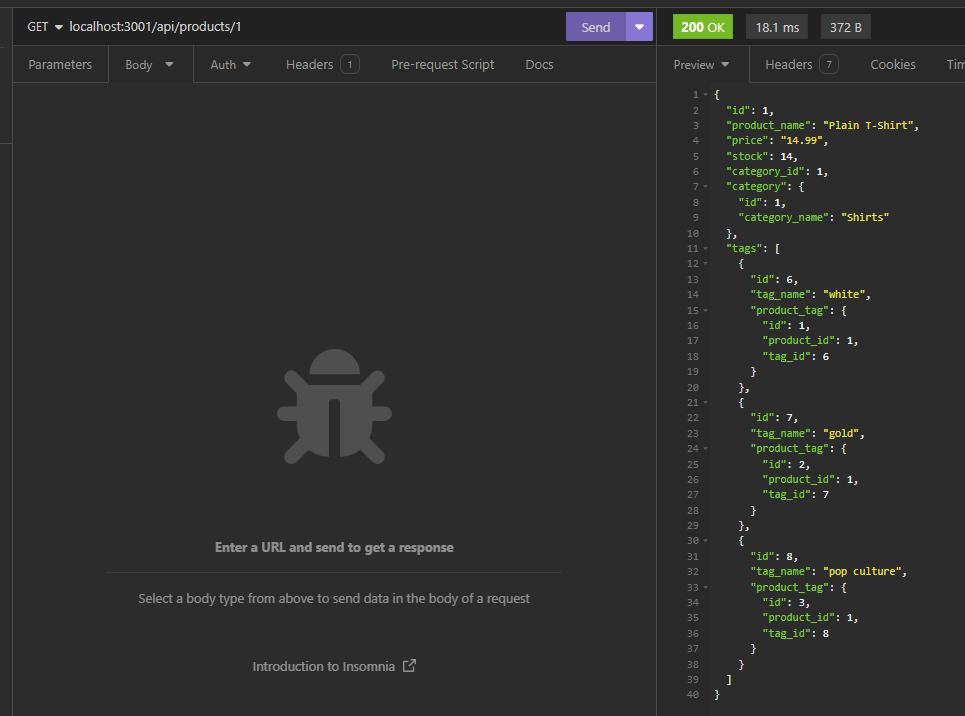 GET localhost:3001/api/products/1
Send
200 OK
18.1 ms
372 B
Parameters
Body
Auth
Headers 1
Pre-request Script
Docs
Preview
Headers 7
Cookies
Tim
1 {
2 "id": 1,
3 "product_name": "Plain T-Shirt",
4 "price": "14.99",
5 "stock": 14,
6 "category_id": 1,
7 "category": {
8 "id": 1,
9 "category_name": "Shirts"
10 },
11 "tags": [
12 {
13 "id": 6,
14 "tag_name": "white",
15 "product_tag": {
16 "id": 1,
17 "product_id": 1,
18 "tag_id": 6
19 }
20 },
21 {
22 "id": 7,
23 "tag_name": "gold",
24 "product_tag": {
25 "id": 2,
26 "product_id": 1,
27 "tag_id": 7
28 }
29 },
30 {
31 "id": 8,
32 "tag_name": "pop culture",
33 "product_tag": {
34 "id": 3,
35 "product_id": 1,
36 "tag_id": 8
37 }
38 }
39 ]
40 }
Enter a URL and send to get a response
Select a body type from above to send data in the body of a request
Introduction to Insomnia